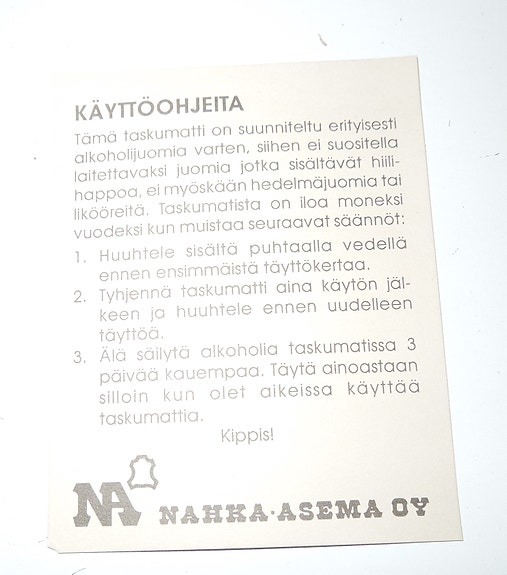 KÄYTTÖOHJEITA
Tämä taskumatti on suunniteltu erityisesti
alkoholijuomia varten, siihen ei suositella
laitettavaksi juomia jotka sisältävät hiili-
happoa, ei myöskään hedelmäjuomia tai
likööreitä. Taskumatista on iloa moneksi
vuodeksi kun muistaa seuraavat säännöt:
1. Huuhtele sisältä puhtaalla vedellä
ennen ensimmäistä täyttökertaa.
2. Tyhjennä taskumatti aina käytön jäl-
keen ja huuhtele ennen uudelleen
täyttöä.
3. Älä säilytä alkoholia taskumatissa 3
päivää kauempaa. Täytä ainoastaan
silloin kun olet aikeissa käyttää
taskumattia.
Kippis!
NA NAHKA-ASEMA OY